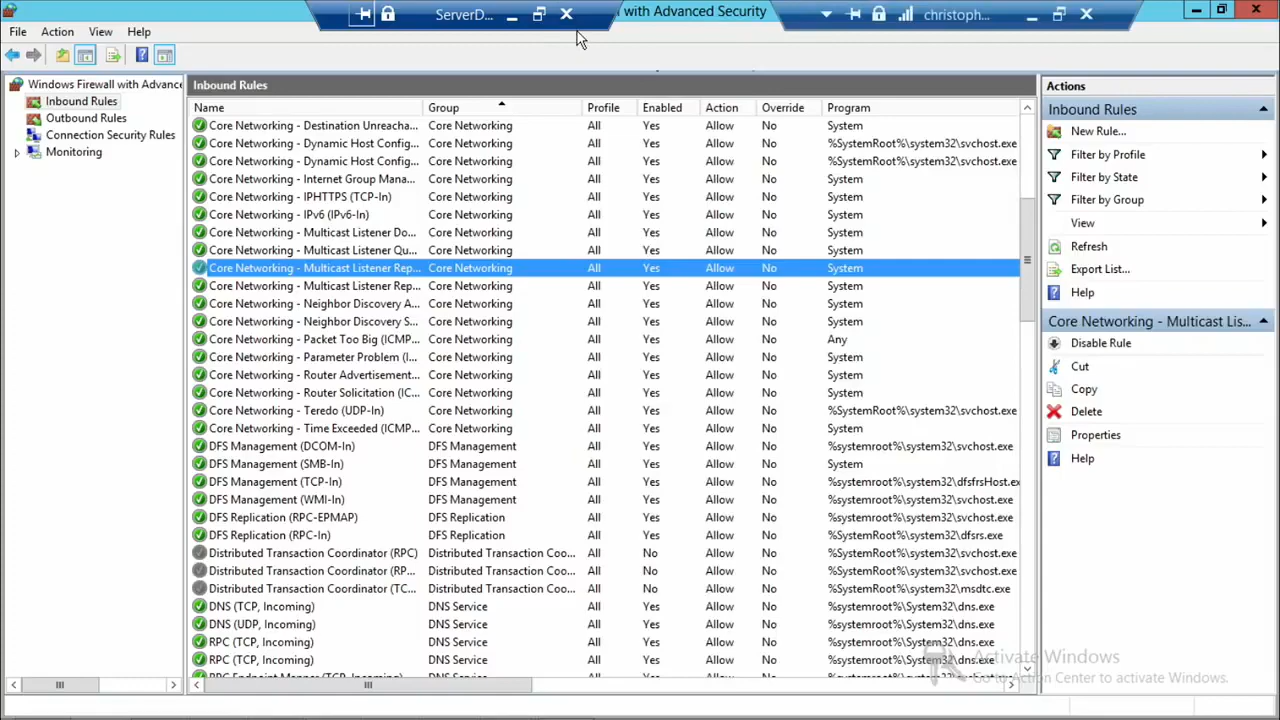 ServerD...
l with Advanced Security
christoph...
File Action View Help
Windows Firewall with Advance
Inbound Rules
Outbound Rules
Connection Security Rules
Monitoring
Inbound Rules
Name Group Profile Enabled Action Override Program
Core Networking - Destination Unreacha... Core Networking All Yes Allow No System
Core Networking - Dynamic Host Config... Core Networking All Yes Allow No %SystemRoot%\system32\svchost.exe
Core Networking - Dynamic Host Config... Core Networking All Yes Allow No %SystemRoot%\system32\svchost.exe
Core Networking - Internet Group Mana... Core Networking All Yes Allow No System
Core Networking - IPHTTPS (TCP-In) Core Networking All Yes Allow No System
Core Networking - IPv6 (IPv6-In) Core Networking All Yes Allow No System
Core Networking - Multicast Listener Do... Core Networking All Yes Allow No System
Core Networking - Multicast Listener Qu... Core Networking All Yes Allow No System
Core Networking - Multicast Listener Rep... Core Networking All Yes Allow No System
Core Networking - Multicast Listener Rep... Core Networking All Yes Allow No System
Core Networking - Neighbor Discovery A... Core Networking All Yes Allow No System
Core Networking - Neighbor Discovery S... Core Networking All Yes Allow No System
Core Networking - Packet Too Big (ICMP... Core Networking All Yes Allow No Any
Core Networking - Parameter Problem (I... Core Networking All Yes Allow No System
Core Networking - Router Advertisement... Core Networking All Yes Allow No System
Core Networking - Router Solicitation (IC... Core Networking All Yes Allow No System
Core Networking - Teredo (UDP-In) Core Networking All Yes Allow No %SystemRoot%\system32\svchost.exe
Core Networking - Time Exceeded (ICMP... Core Networking All Yes Allow No System
DFS Management (DCOM-In) DFS Management All Yes Allow No %systemroot%\system32\svchost.exe
DFS Management (SMB-In) DFS Management All Yes Allow No System
DFS Management (TCP-In) DFS Management All Yes Allow No %systemroot%\system32\dfsfrsHost.ex
DFS Management (WMI-In) DFS Management All Yes Allow No %systemroot%\system32\svchost.exe
DFS Replication (RPC-EPMAP) DFS Replication All Yes Allow No %SystemRoot%\system32\svchost.exe
DFS Replication (RPC-In) DFS Replication All Yes Allow No %SystemRoot%\system32\dfsrs.exe
Distributed Transaction Coordinator (RPC) Distributed Transaction Coo... All No Allow No %SystemRoot%\system32\svchost.exe
Distributed Transaction Coordinator (RP... Distributed Transaction Coo... All No Allow No %SystemRoot%\system32\svchost.exe
Distributed Transaction Coordinator (TC... Distributed Transaction Coo... All No Allow No %SystemRoot%\system32\msdtc.exe
DNS (TCP, Incoming) DNS Service All Yes Allow No %systemroot%\System32\dns.exe
DNS (UDP, Incoming) DNS Service All Yes Allow No %systemroot%\System32\dns.exe
RPC (TCP, Incoming) DNS Service All Yes Allow No %systemroot%\System32\dns.exe
RPC (TCP, Incoming) DNS Service All Yes Allow No %systemroot%\System32\dns.exe
Actions
Inbound Rules
New Rule...
Filter by Profile
Filter by State
Filter by Group
View
Refresh
Export List...
Help
Core Networking - Multicast Lis...
Disable Rule
Cut
Copy
Delete
Properties
Help
Activate Windows
Go to Action Center to activate Windows.